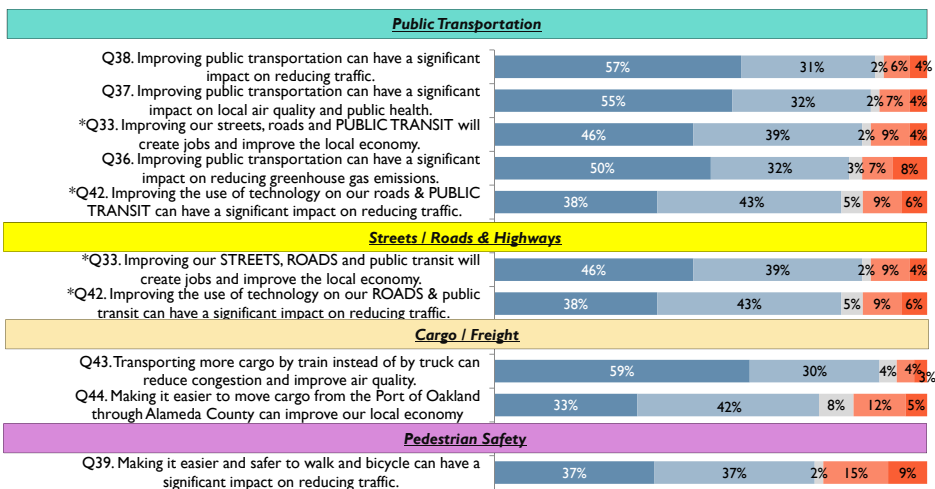 Public Transportation
Q38. Improving public transportation can have a significant
impact on reducing traffic.
57% 31% 2% 6% 4%
Q37. Improving public transportation can have a significant
impact on local air quality and public health.
55% 32% 2% 7% 4%
*Q33. Improving our streets, roads and PUBLIC TRANSIT will
create jobs and improve the local economy.
46% 39% 2% 9% 4%
Q36. Improving public transportation can have a significant
impact on reducing greenhouse gas emissions.
50% 32% 3% 7% 8%
*Q42. Improving the use of technology on our roads & PUBLIC
TRANSIT can have a significant impact on reducing traffic.
38% 43% 5% 9% 6%
Streets / Roads & Highways
*Q33. Improving our STREETS, ROADS and public transit will
create jobs and improve the local economy.
46% 39% 2% 9% 4%
*Q42. Improving the use of technology on our ROADS & public
transit can have a significant impact on reducing traffic.
38% 43% 5% 9% 6%
Cargo / Freight
Q43. Transporting more cargo by train instead of by truck can
reduce congestion and improve air quality.
59% 30% 4% 4% 3%
Q44. Making it easier to move cargo from the Port of Oakland
through Alameda County can improve our local economy
33% 42% 8% 12% 5%
Pedestrian Safety
Q39. Making it easier and safer to walk and bicycle can have a
significant impact on reducing traffic.
37% 37% 2% 15% 9%